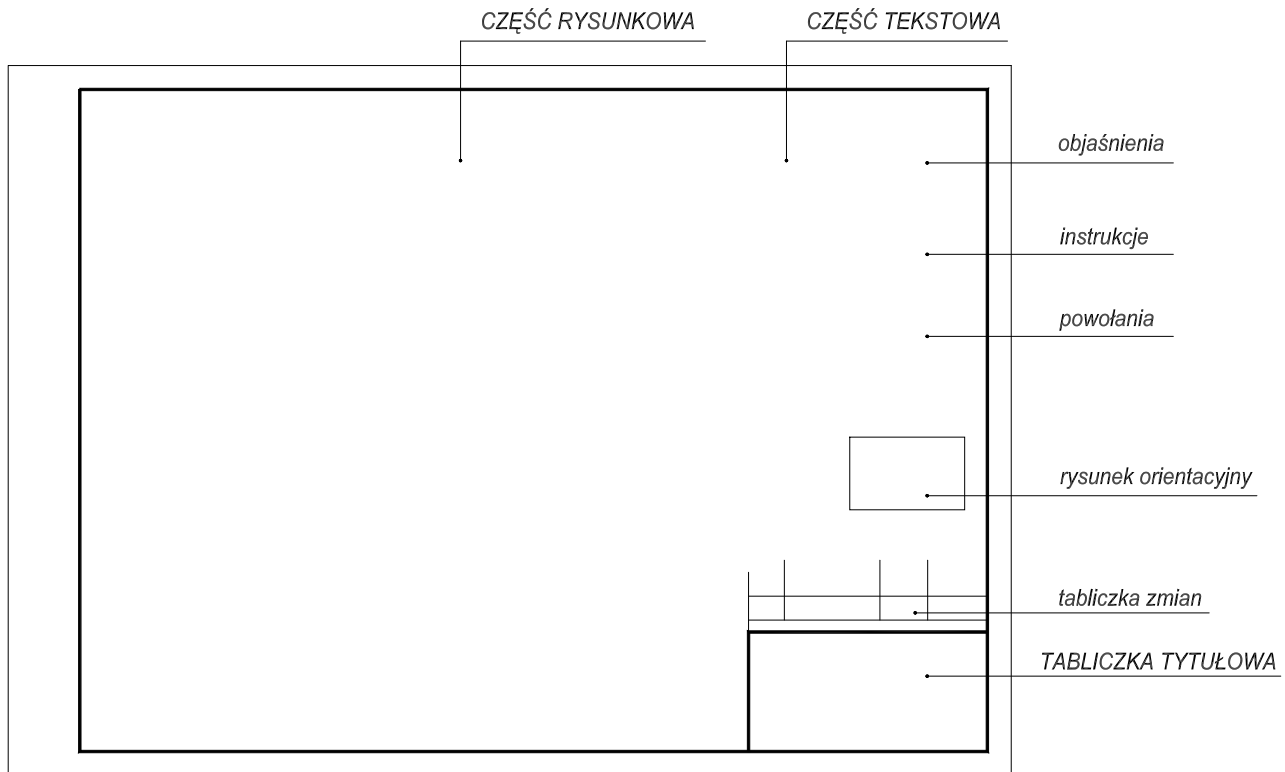 CZĘŚĆ RYSUNKOWA
CZĘŚĆ TEKSTOWA
objaśnienia
instrukcje
powołania
rysunek orientacyjny
tabliczka zmian
TABLICZKA TYTUŁOWA